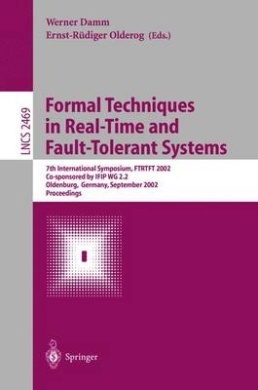 Werner Damm
Ernst-Rüdiger Olderog (Eds.)
LNCS 2469
Formal Techniques
in Real-Time and
Fault-Tolerant Systems
7th International Symposium, FTRTFT 2002
Co-sponsored by IFIP WG 2.2
Oldenburg, Germany, September 2002
Proceedings
Springer